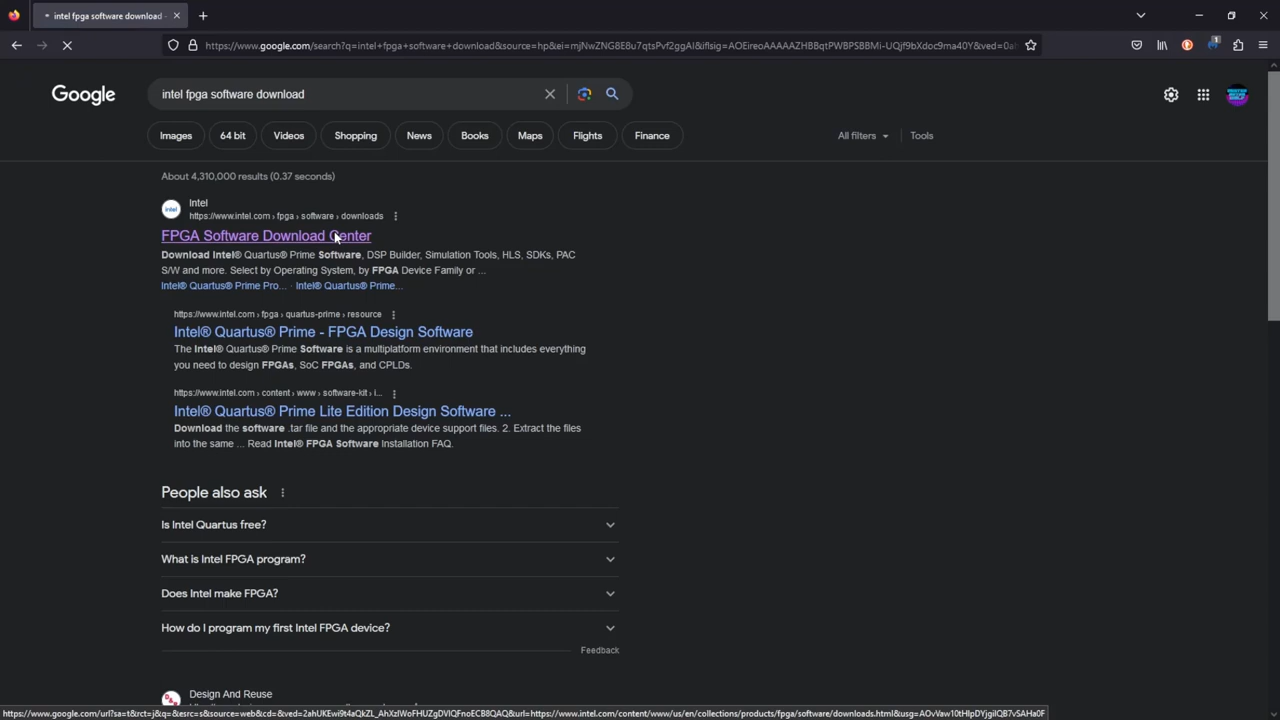 intel fpga software download -
https://www.google.com/search?q=intel+fpga+software+download&source=hp&ei=
1
Google
intel fpga software download
Images
64 bit
Videos
Shopping
News
Books
Maps
Flights
Finance
All filters
Tools
About 4,310,000 results (0.37 seconds)
intel
Intel
https://www.intel.com › fpga › software › downloads
FPGA Software Download Center
Download Intel® Quartus® Prime Software, DSP Builder, Simulation Tools, HLS, SDKs, PAC
S/W and more. Select by Operating System, by FPGA Device Family or ...
Intel® Quartus® Prime Pro... · Intel® Quartus® Prime...
https://www.intel.com › fpga › quartus-prime › resource
Intel® Quartus® Prime - FPGA Design Software
The Intel® Quartus® Prime Software is a multiplatform environment that includes everything
you need to design FPGAs, SoC FPGAs, and CPLDs.
https://www.intel.com › content › www › software-kit › i...
Intel® Quartus® Prime Lite Edition Design Software ...
Download the software .tar file and the appropriate device support files. 2. Extract the files
into the same ... Read Intel® FPGA Software Installation FAQ.
People also ask
Is Intel Quartus free?
What is Intel FPGA program?
Does Intel make FPGA?
How do I program my first Intel FPGA device?
Feedback
Design And Reuse